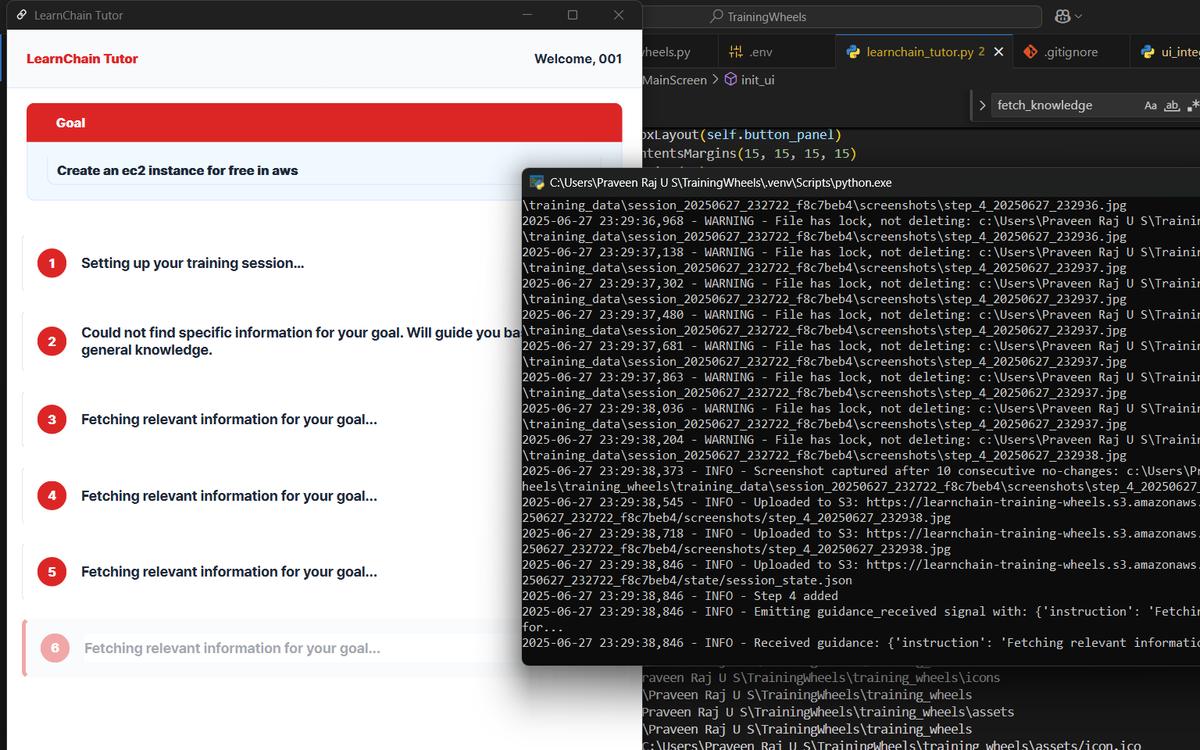 LearnChain Tutor
LearnChain Tutor
Welcome, 001
Goal
Create an ec2 instance for free in aws
1 Setting up your training session...
2 Could not find specific information for your goal. Will guide you
general knowledge.
3 Fetching relevant information for your goal...
4 Fetching relevant information for your goal...
5 Fetching relevant information for your goal...
6 Fetching relevant information for your goal...
TrainingWheels
heels.py
.env
learnchain_tutor.py 2
.gitignore
MainScreen > init_ui
fetch_knowledge
Aa ab
oxLayout(self.button_panel)
ntentsMargins(15, 15, 15, 15)
C:\Users\Praveen Raj U S\TrainingWheels\.venv\Scripts\python.exe
\training_data\session_20250627_232722_f8c7beb4\screenshots\step_4_20250627_232936.jpg
2025-06-27 23:29:36,968 - WARNING - File has lock, not deleting: c:\Users\Praveen Raj U S\Trainin
\training_data\session_20250627_232722_f8c7beb4\screenshots\step_4_20250627_232936.jpg
2025-06-27 23:29:37,138 - WARNING - File has lock, not deleting: c:\Users\Praveen Raj U S\Trainin
\training_data\session_20250627_232722_f8c7beb4\screenshots\step_4_20250627_232937.jpg
2025-06-27 23:29:37,302 - WARNING - File has lock, not deleting: c:\Users\Praveen Raj U S\Trainin
\training_data\session_20250627_232722_f8c7beb4\screenshots\step_4_20250627_232937.jpg
2025-06-27 23:29:37,480 - WARNING - File has lock, not deleting: c:\Users\Praveen Raj U S\Trainin
\training_data\session_20250627_232722_f8c7beb4\screenshots\step_4_20250627_232937.jpg
2025-06-27 23:29:37,681 - WARNING - File has lock, not deleting: c:\Users\Praveen Raj U S\Trainin
\training_data\session_20250627_232722_f8c7beb4\screenshots\step_4_20250627_232937.jpg
2025-06-27 23:29:37,863 - WARNING - File has lock, not deleting: c:\Users\Praveen Raj U S\Trainin
\training_data\session_20250627_232722_f8c7beb4\screenshots\step_4_20250627_232937.jpg
2025-06-27 23:29:38,036 - WARNING - File has lock, not deleting: c:\Users\Praveen Raj U S\Trainin
\training_data\session_20250627_232722_f8c7beb4\screenshots\step_4_20250627_232937.jpg
2025-06-27 23:29:38,204 - WARNING - File has lock, not deleting: c:\Users\Praveen Raj U S\Trainin
\training_data\session_20250627_232722_f8c7beb4\screenshots\step_4_20250627_232938.jpg
2025-06-27 23:29:38,373 - INFO - Screenshot captured after 10 consecutive no-changes: c:\Users\Pr
heels\training_wheels\training_data\session_20250627_232722_f8c7beb4\screenshots\step_4_20250627_
2025-06-27 23:29:38,545 - INFO - Uploaded to S3: https://learnchain-training-wheels.s3.amazonaws.
250627_232722_f8c7beb4/screenshots/step_4_20250627_232938.jpg
2025-06-27 23:29:38,718 - INFO - Uploaded to S3: https://learnchain-training-wheels.s3.amazonaws.
250627_232722_f8c7beb4/screenshots/step_4_20250627_232938.jpg
2025-06-27 23:29:38,846 - INFO - Uploaded to S3: https://learnchain-training-wheels.s3.amazonaws.
250627_232722_f8c7beb4/state/session_state.json
2025-06-27 23:29:38,846 - INFO - Step 4 added
2025-06-27 23:29:38,846 - INFO - Emitting guidance_received signal with: {'instruction': 'Fetchin
for...
2025-06-27 23:29:38,846 - INFO - Received guidance: {'instruction': 'Fetching relevant informatio
raveen Raj U S\TrainingWheels\training_wheels\icons
\Praveen Raj U S\TrainingWheels\training_wheels
Praveen Raj U S\TrainingWheels\training_wheels\assets
\Praveen Raj U S\TrainingWheels\training_wheels
C:\Users\Praveen Raj U S\TrainingWheels\training_wheels\assets/icon.ico